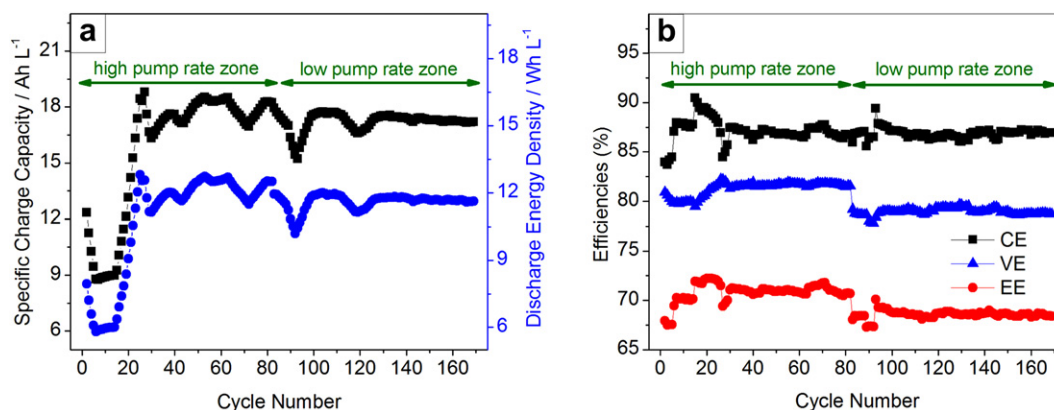 a
high pump rate zone
low pump rate zone
Specific Charge Capacity / Ah L⁻¹
21
18
15
12
9
6
Discharge Energy Density / Wh L⁻¹
18
15
12
9
6
0 20 40 60 80 100 120 140 160
Cycle Number
b
high pump rate zone
low pump rate zone
Efficiencies (%)
95
90
85
80
75
70
65
CE
VE
EE
0 20 40 60 80 100 120 140 160
Cycle Number